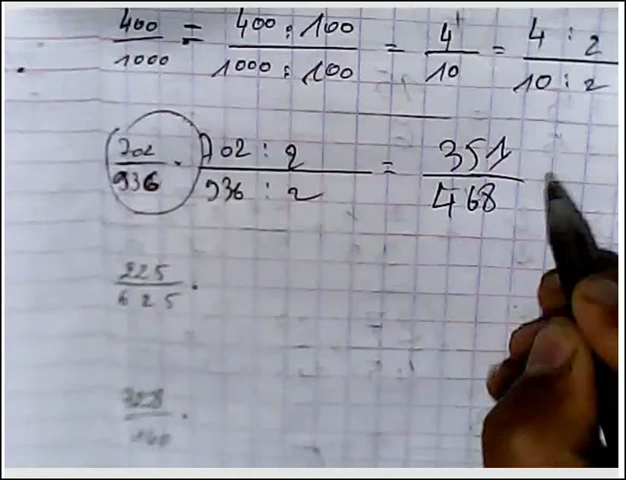 400/1000 = 400 : 100/1000 : 100 = 4/10 = 4 : 2/10 : 2
702/936 · 702 : 2/936 : 2 = 351/468
225/625 ·